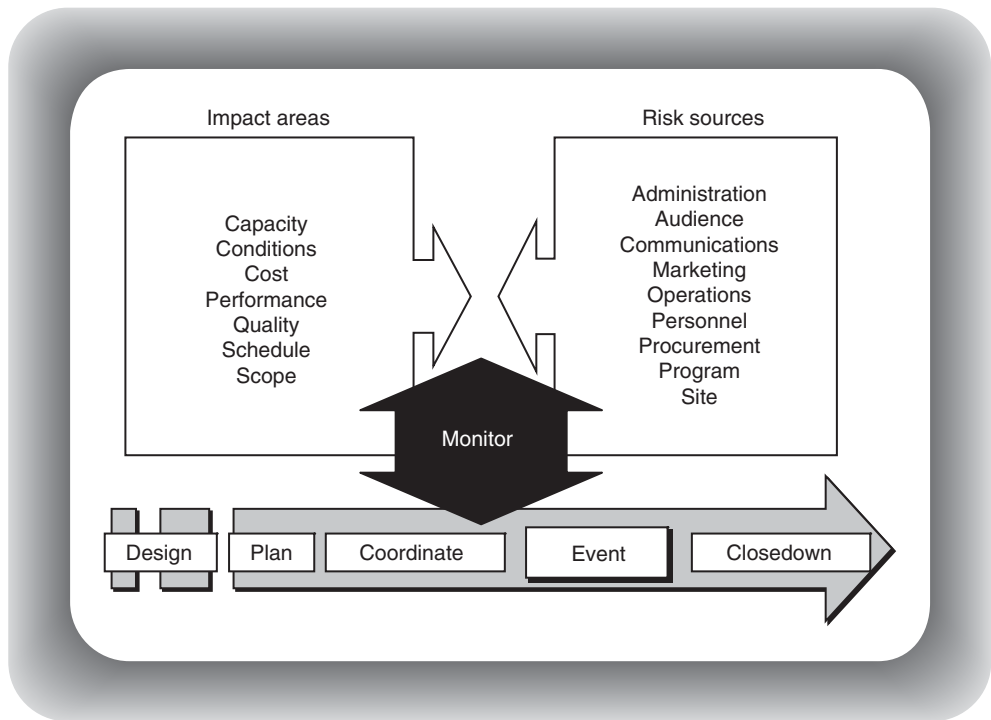 Impact areas
Capacity
Conditions
Cost
Performance
Quality
Schedule
Scope
Risk sources
Administration
Audience
Communications
Marketing
Operations
Personnel
Procurement
Program
Site
Monitor
Design
Plan
Coordinate
Event
Closedown